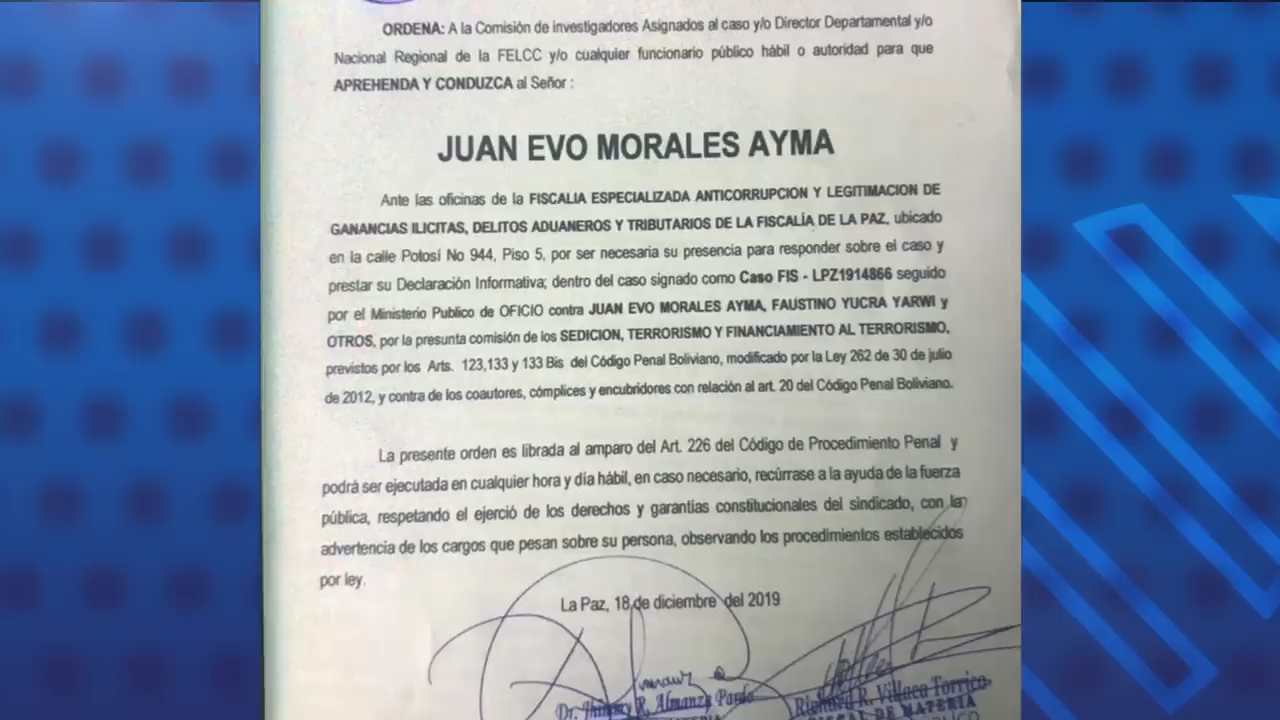 ORDENA: A la Comisión de investigadores Asignados al caso y/o Director Departamental y/o
Nacional Regional de la FELCC y/o cualquier funcionario público hábil o autoridad para que
APREHENDA Y CONDUZCA al Señor :
JUAN EVO MORALES AYMA
Ante las oficinas de la FISCALIA ESPECIALIZADA ANTICORRUPCION Y LEGITIMACION DE
GANANCIAS ILICITAS, DELITOS ADUANEROS Y TRIBUTARIOS DE LA FISCALÍA DE LA PAZ, ubicado
en la calle Potosí No 944, Piso 5, por ser necesaria su presencia para responder sobre el caso y
prestar su Declaración Informativa; dentro del caso signado como Caso FIS - LPZ1914866 seguido
por el Ministerio Publico de OFICIO contra JUAN EVO MORALES AYMA, FAUSTINO YUCRA YARWI y
OTROS, por la presunta comisión de los SEDICION, TERRORISMO Y FINANCIAMIENTO AL TERRORISMO,
previstos por los Arts. 123,133 y 133 Bis del Código Penal Boliviano, modificado por la Ley 262 de 30 de julio
de 2012, y contra de los coautores, cómplices y encubridores con relación al art. 20 del Código Penal Boliviano.
La presente orden es librada al amparo del Art. 226 del Código de Procedimiento Penal y
podrá ser ejecutada en cualquier hora y día hábil, en caso necesario, recúrrase a la ayuda de la fuerza
pública, respetando el ejerció de los derechos y garantías constitucionales del sindicado, con la
advertencia de los cargos que pesan sobre su persona, observando los procedimientos establecidos
por ley.
La Paz, 18 de diciembre del 2019
Dr. Jhimmy R. Almanza Pardo
Richard R. Villaca Torrico
FISCAL DE MATERIA